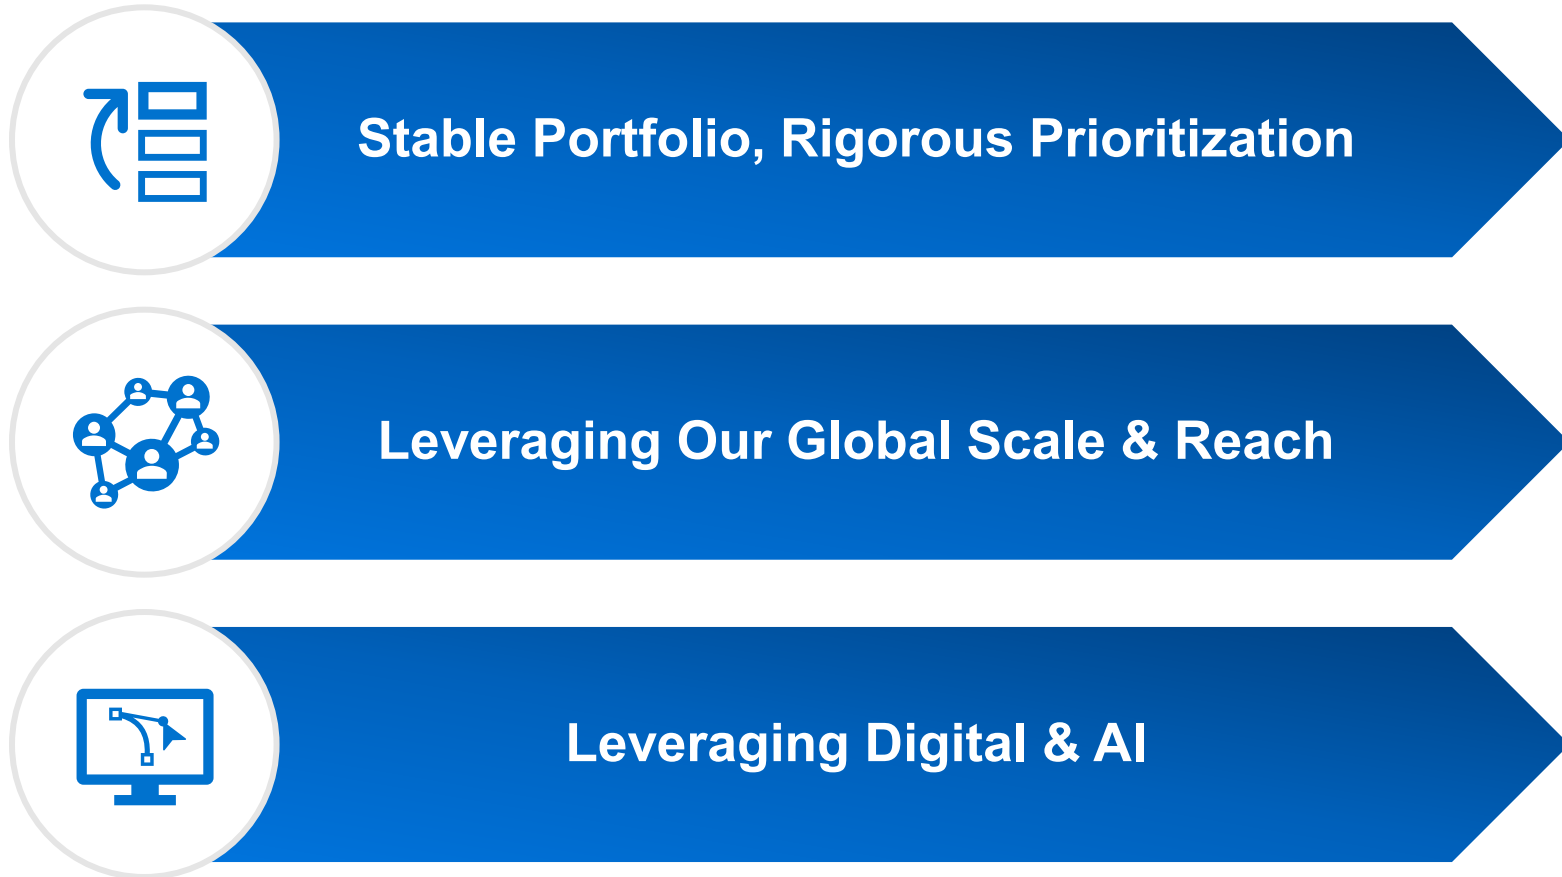 Stable Portfolio, Rigorous Prioritization
Leveraging Our Global Scale & Reach
Leveraging Digital & AI